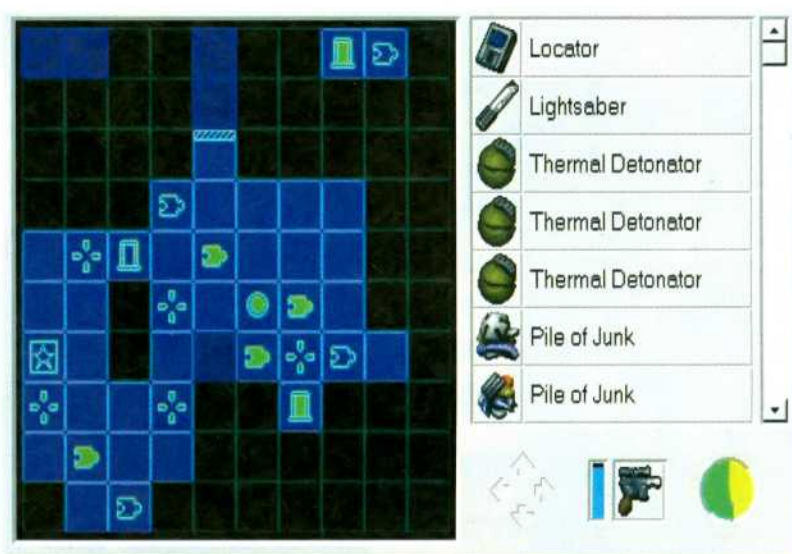 Locator
Lightsaber
Thermal Detonator
Thermal Detonator
Thermal Detonator
Pile of Junk
Pile of Junk